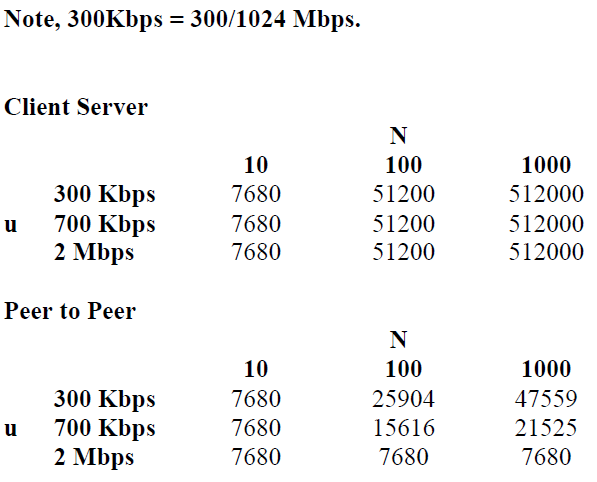 Note, 300Kbps = 300/1024 Mbps.
Client Server
N
10 100 1000
300 Kbps 7680 51200 512000
u 700 Kbps 7680 51200 512000
2 Mbps 7680 51200 512000
Peer to Peer
N
10 100 1000
300 Kbps 7680 25904 47559
u 700 Kbps 7680 15616 21525
2 Mbps 7680 7680 7680